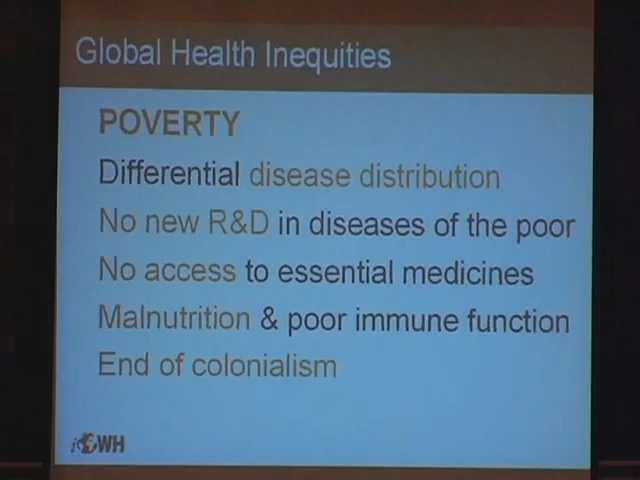 Global Health Inequities
POVERTY
Differential disease distribution
No new R&D in diseases of the poor
No access to essential medicines
Malnutrition & poor immune function
End of colonialism
iOWH